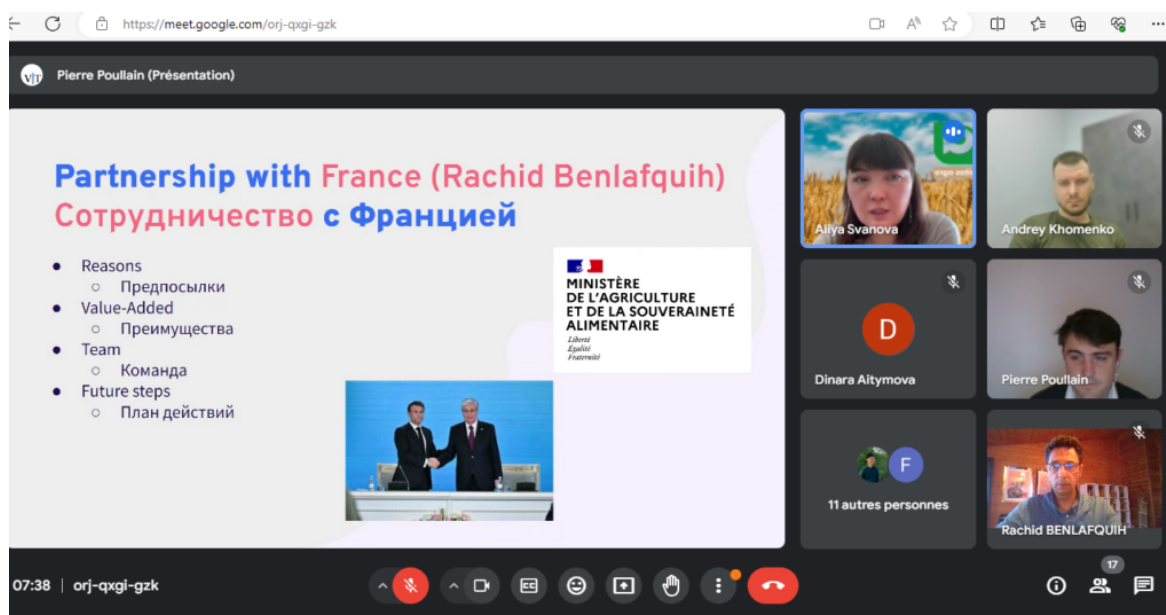 https://meet.google.com/orj-qxgi-gzk
Pierre Poullain (Présentation)
Partnership with France (Rachid Benlafquih)
Сотрудничество с Францией
Reasons
Предпосылки
Value-Added
Преимущества
Team
Команда
Future steps
План действий
MINISTÈRE
DE L'AGRICULTURE
ET DE LA SOUVERAINETÉ
ALIMENTAIRE
Liberté
Égalité
Fraternité
Aliya Svanova
Andrey Khomenko
D
Dinara Aitymova
Pierre Poullain
F
11 autres personnes
Rachid BENLAFQUIH
07:38 | orj-qxgi-gzk
17